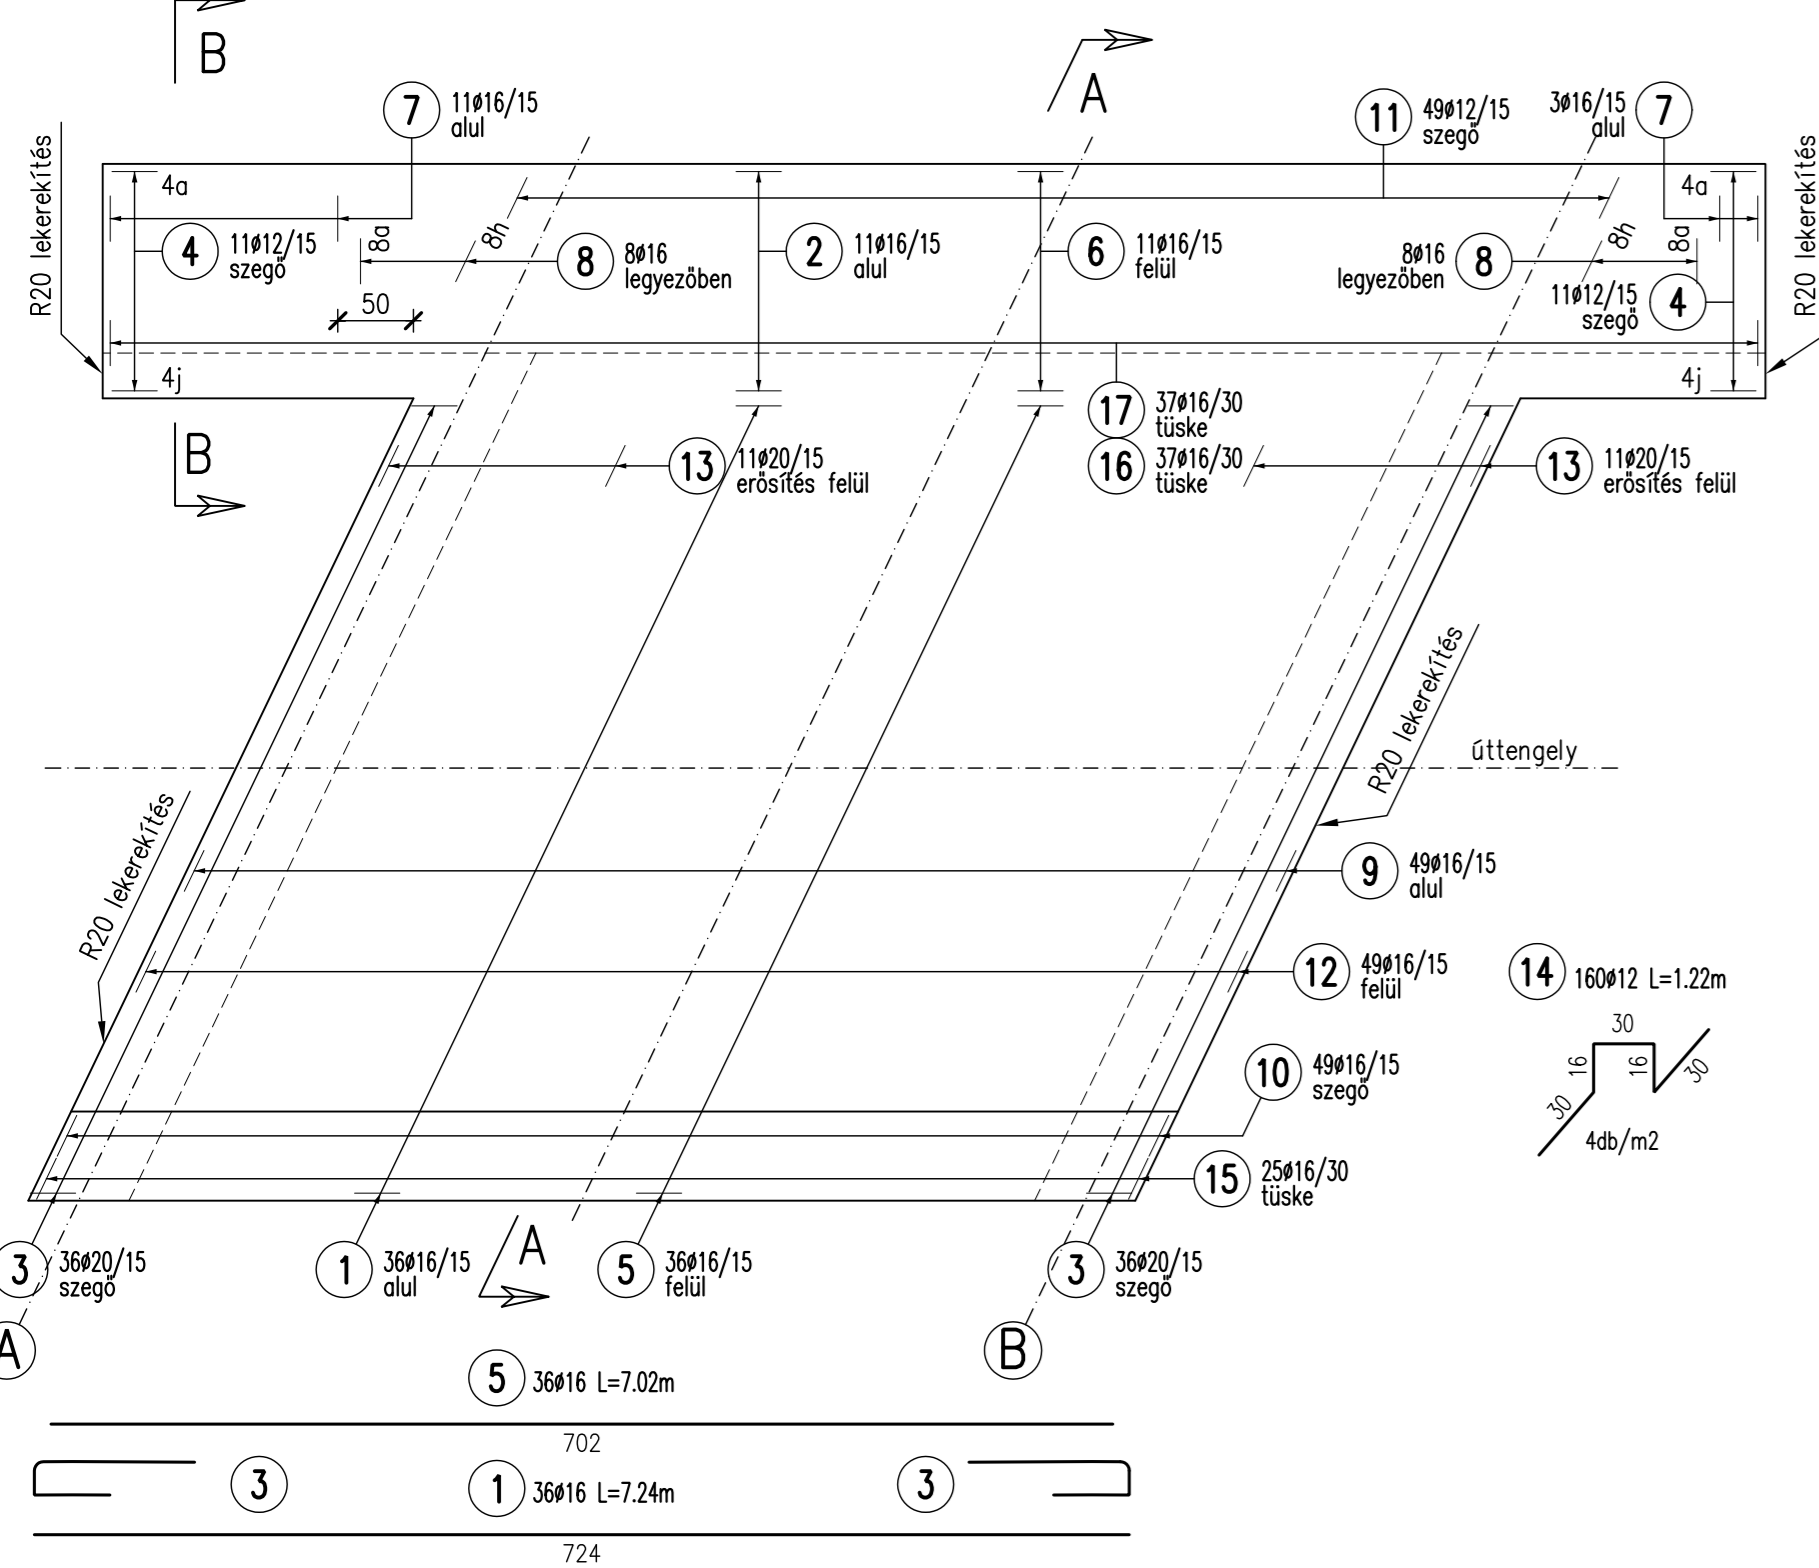 B
A
7
11ø16/15
alul
11
49ø12/15
szegő
3ø16/15
alul
7
R20 lekerekítés
4a
4a
R20 lekerekítés
4
11ø12/15
szegő
8a
8h
8
8ø16
legyezőben
2
11ø16/15
alul
6
11ø16/15
felül
8ø16
legyezőben
8
8h
8a
11ø12/15
szegő
4
50
4j
4j
17
37ø16/30
tüske
B
13
11ø20/15
erősítés felül
16
37ø16/30
tüske
13
11ø20/15
erősítés felül
R20 lekerekítés
úttengely
R20 lekerekítés
9
49ø16/15
alul
12
49ø16/15
felül
14
160ø12 L=1.22m
30
16
16
30
30
4db/m2
10
49ø16/15
szegő
15
25ø16/30
tüske
3
36ø20/15
szegő
1
36ø16/15
alul
A
5
36ø16/15
felül
3
36ø20/15
szegő
A
B
5
36ø16 L=7.02m
702
3
1
36ø16 L=7.24m
3
724